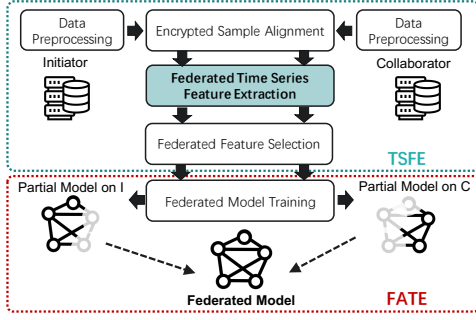 Data
Preprocessing
Encrypted Sample Alignment
Data
Preprocessing
Initiator
Federated Time Series
Feature Extraction
Collaborator
Federated Feature Selection
TSFE
Partial Model on I
Federated Model Training
Partial Model on C
Federated Model
FATE